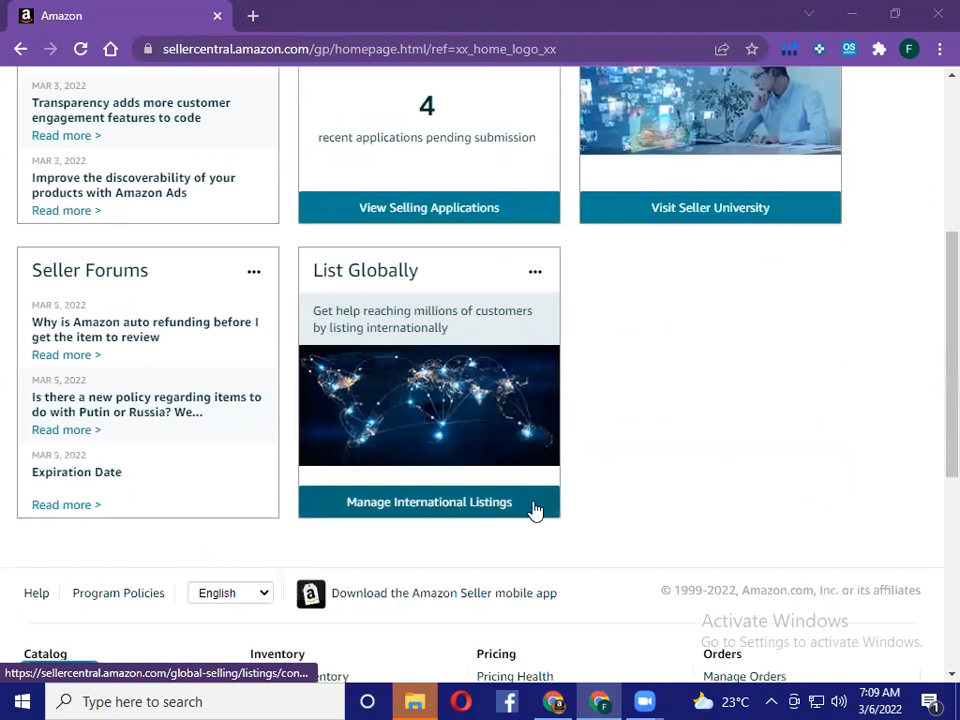 Amazon
sellercentral.amazon.com/gp/homepage.html/ref=xx_home_logo_xx
OS
F
MAR 3, 2022
Transparency adds more customer
engagement features to code
Read more >
MAR 3, 2022
Improve the discoverability of your
products with Amazon Ads
Read more >
4
recent applications pending submission
View Selling Applications
Visit Seller University
Seller Forums
MAR 5, 2022
Why is Amazon auto refunding before I
get the item to review
Read more >
MAR 5, 2022
Is there a new policy regarding items to
do with Putin or Russia? We...
Read more >
MAR 5, 2022
Expiration Date
Read more >
List Globally
Get help reaching millions of customers
by listing internationally
Manage International Listings
Help
Program Policies
English
Download the Amazon Seller mobile app
© 1999-2022, Amazon.com, Inc. or its affiliates
Activate Windows
Go to Settings to activate Windows.
Catalog
Inventory
Pricing
Orders
https://sellercentral.amazon.com/global-selling/listings/con...
Pricing Health
Manage Orders
Type here to search
23°C
7:09 AM
3/6/2022
1